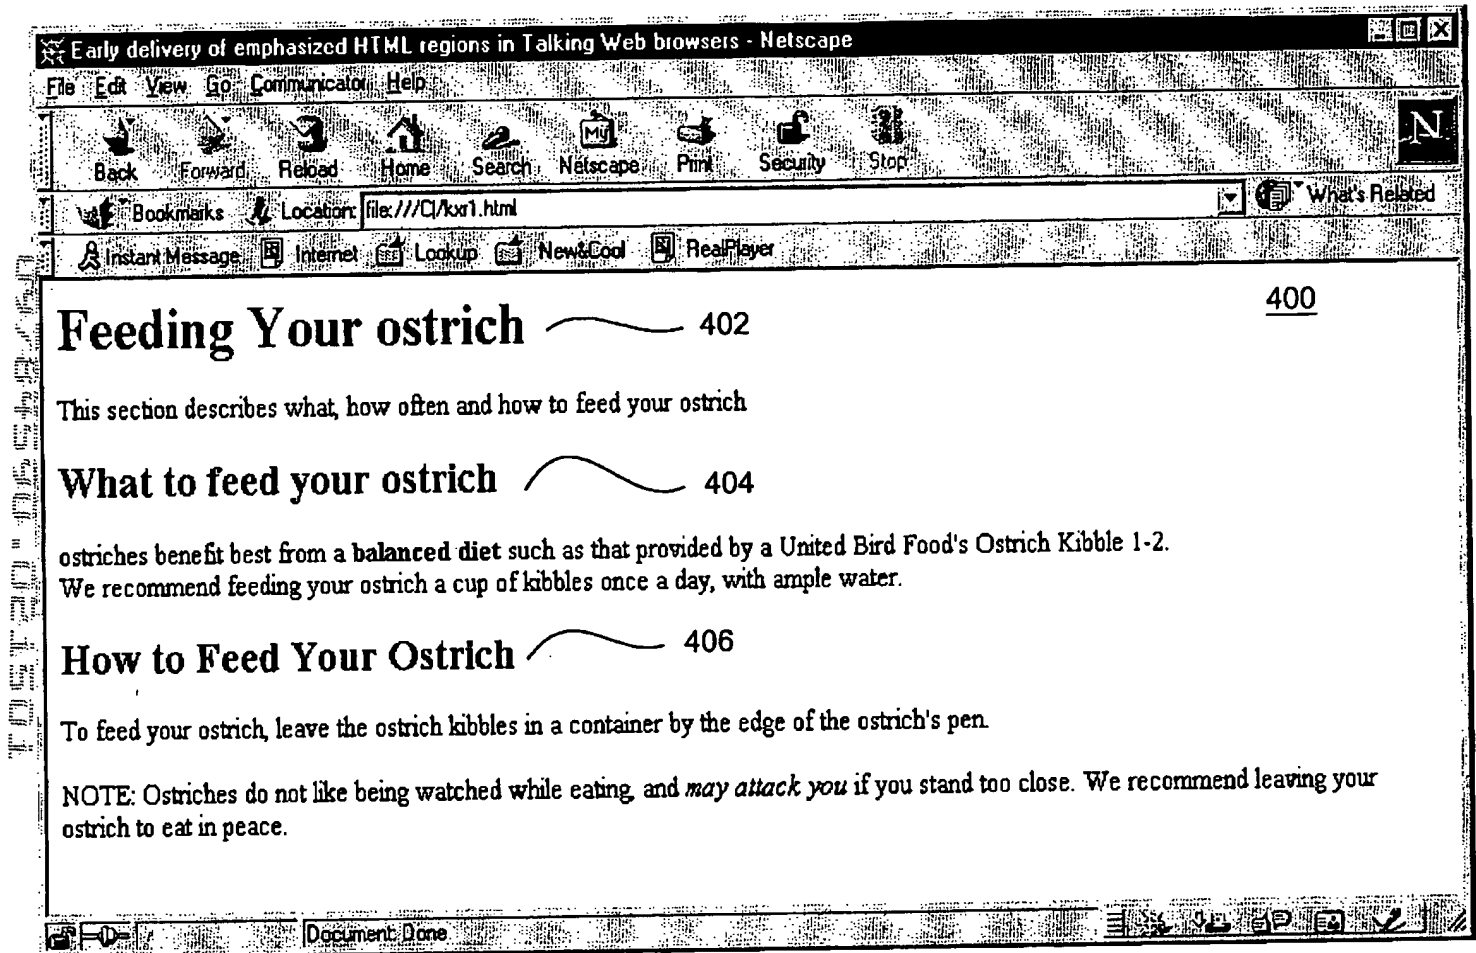 Early delivery of emphasized HTML regions in Talking Web browsers - Netscape
File Edit View Go Communicator Help
N
My
Back Forward Reload Home Search Netscape Print Security Stop
Bookmarks Location: file:///C|/kxr1.html What's Related
Instant Message Internet Lookup New&Cool RealPlayer
400
Feeding Your ostrich 402
This section describes what, how often and how to feed your ostrich
What to feed your ostrich 404
ostriches benefit best from a balanced diet such as that provided by a United Bird Food's Ostrich Kibble 1-2.
We recommend feeding your ostrich a cup of kibbles once a day, with ample water.
How to Feed Your Ostrich 406
To feed your ostrich, leave the ostrich kibbles in a container by the edge of the ostrich's pen.
NOTE: Ostriches do not like being watched while eating, and may attack you if you stand too close. We recommend leaving your
ostrich to eat in peace.
Document: Done